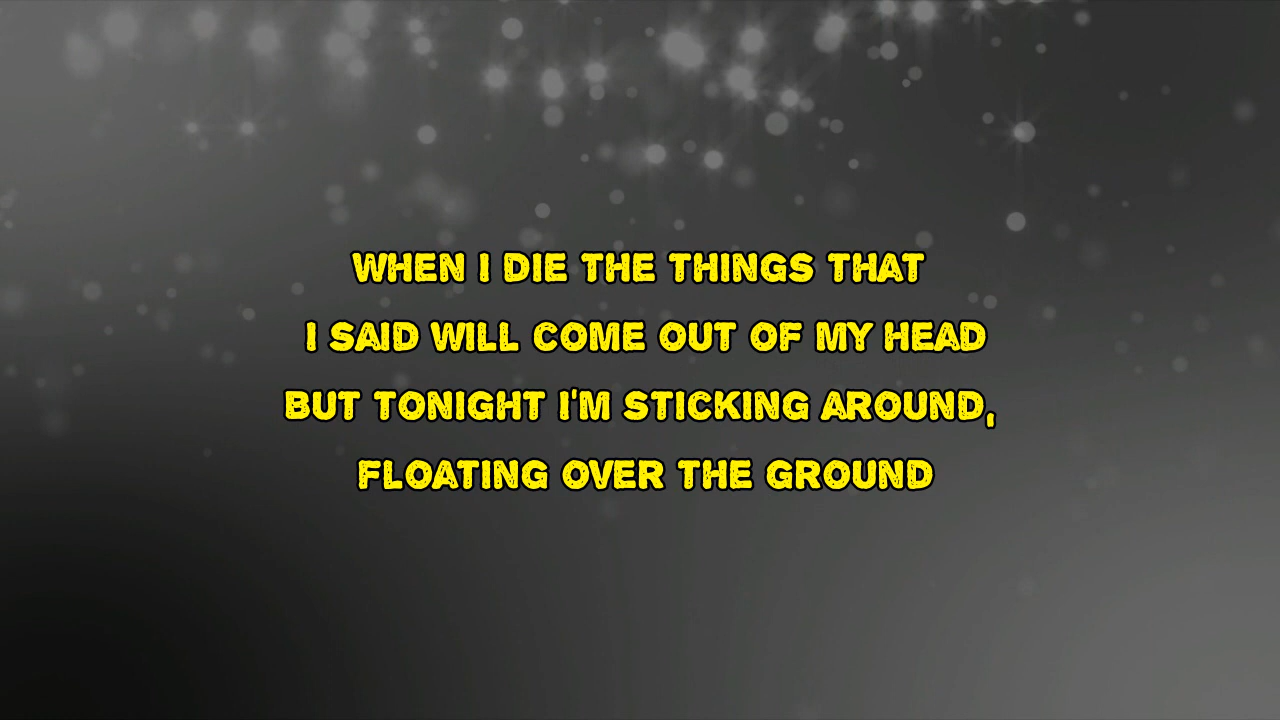 WHEN I DIE THE THINGS THAT
I SAID WILL COME OUT OF MY HEAD
BUT TONIGHT I'M STICKING AROUND,
FLOATING OVER THE GROUND